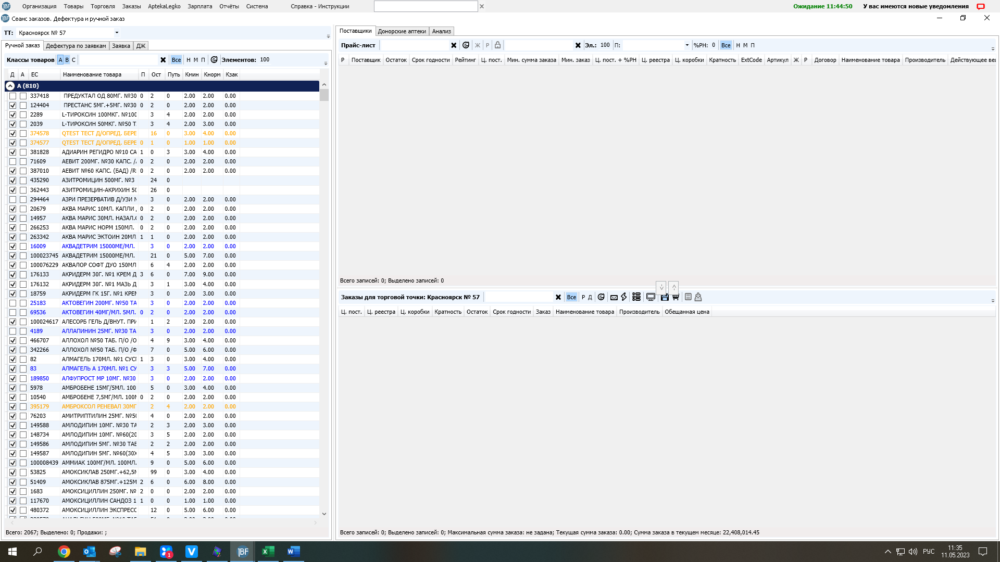 Организация Товары Торговля Заказы AptekaLegko Зарплата Отчёты Система Справка - Инструкции Ожидание 11:44:50 У вас имеются новые уведомления
Сеанс заказов. Дефектура и ручной заказ
ТТ: Красноярск № 57
Ручной заказ Дефектура по заявкам Заявка ДЖ
Классы товаров A B C Все Н М П Элементов: 100
Д А ЕС Наименование товара П Ост Путь Кмин Кнорм Кзак
A (810)
337418 ПРЕДУКТАЛ ОД 80МГ. №30 0 2 0 2.00 2.00 0.00
124404 ПРЕСТАНС 5МГ.+5МГ. №30 0 2 0 2.00 2.00 0.00
2289 L-ТИРОКСИН 100МКГ. №100 3 4 2.00 2.00 0.00
2039 L-ТИРОКСИН 50МКГ. №50 Т 3 4 2.00 3.00 0.00
374578 QTEST ТЕСТ Д/ОПРЕД. БЕРЕ 16 0 3.00 4.00 0.00
374577 QTEST ТЕСТ Д/ОПРЕД. БЕРЕ 0 1 0 1.00 1.00 0.00
381828 АДИАРИН РЕГИДРО №10 СА 1 0 3 3.00 4.00 0.00
71609 АЕВИТ 200МГ. №30 КАПС. / 0 2 0 2.00 2.00 0.00
387010 АЕВИТ №60 КАПС. (БАД) /R 0 2 0 2.00 2.00 0.00
435290 АЗИТРОМИЦИН 500МГ. №3 24 0
362443 АЗИТРОМИЦИН-АКРИХИН 50 26 0
294464 АЗРИ ПРЕЗЕРВАТИВ Д/УЗИ 3 0 2.00 2.00 0.00
20679 АКВА МАРИС 10МЛ. КАПЛИ 0 2 0 2.00 2.00 0.00
14957 АКВА МАРИС 30МЛ. НАЗАЛ. 0 2 0 2.00 2.00 0.00
266253 АКВА МАРИС НОРМ 150МЛ. 0 2 0 2.00 2.00 0.00
263342 АКВА МАРИС ЭКТОИН 20МЛ 1 1 0 2.00 2.00 0.00
16009 АКВАДЕТРИМ 15000МЕ/МЛ. 3 0 2.00 2.00 0.00
100023745 АКВАДЕТРИМ 15000МЕ/МЛ. 21 0 5.00 7.00 0.00
100076229 АКВАЛОР СОФТ ДУО 150МЛ 6 4 2.00 2.00 0.00
176133 АКРИДЕРМ 30Г. №1 КРЕМ Д 3 6 0 7.00 9.00 0.00
176132 АКРИДЕРМ 30Г. №1 МАЗЬ Д 3 1 3.00 4.00 0.00
18759 АКРИДЕРМ ГК 15Г. №1 КРЕМ 3 0 2.00 3.00 0.00
25183 АКТОВЕГИН 200МГ. №50 ТА 3 0 2.00 2.00 0.00
69536 АКТОВЕГИН 40МГ/МЛ. 5МЛ. 0 2 0 2.00 2.00 0.00
100024617 АЛЕСОРБ ГЕЛЬ Д/ВНУТ. ПРИ 1 2 2.00 2.00 0.00
4189 АЛЛАПИНИН 25МГ. №30 ТА 3 0 2.00 2.00 0.00
466707 АЛЛОХОЛ №50 ТАБ. П/О /О 4 9 3.00 4.00 0.00
342266 АЛЛОХОЛ №50 ТАБ. П/О /Ф 7 0 5.00 6.00 0.00
82 АЛМАГЕЛЬ 170МЛ. №1 СУС 1 3 0 3.00 4.00 0.00
83 АЛМАГЕЛЬ А 170МЛ. №1 СУ 3 3 5.00 7.00 0.00
189850 АЛФУПРОСТ МР 10МГ. №30 3 0 2.00 2.00 0.00
5978 АМБРОБЕНЕ 15МГ/5МЛ. 100 5 0 3.00 4.00 0.00
10540 АМБРОБЕНЕ 7,5МГ/МЛ. 100 0 2 0 2.00 2.00 0.00
395179 АМБРОКСОЛ РЕНЕВАЛ 30МГ 2 4 2.00 2.00 0.00
76203 АМИТРИПТИЛИН 25МГ. №50 4 0 2.00 2.00 0.00
149588 АМЛОДИПИН 10МГ. №30 ТА 2 3 2.00 3.00 0.00
148734 АМЛОДИПИН 10МГ. №60(20 3 5 2.00 2.00 0.00
149586 АМЛОДИПИН 5МГ. №30 ТАБ 2 2 2.00 2.00 0.00
149587 АМЛОДИПИН 5МГ. №60(30Х 4 5 3.00 3.00 0.00
100008439 АММИАК 100МГ/МЛ. 100МЛ. 9 0 5.00 6.00 0.00
53825 АМОКСИКЛАВ 250МГ.+62,5М 99 0 3.00 4.00 0.00
51409 АМОКСИКЛАВ 875МГ.+125М 2 6 0 6.00 8.00 0.00
1683 АМОКСИЦИЛЛИН 250МГ. № 2 0 0 2.00 2.00 0.00
117670 АМОКСИЦИЛЛИН САНДОЗ 1 1 0 0 1.00 1.00 0.00
480372 АМОКСИЦИЛЛИН ЭКСПРЕСС 12 0 5.00 6.00 0.00
Всего: 2067; Выделено: 0; Продажи: ;
Поставщики Донорские аптеки Анализ
Прайс-лист Ж Р Эл.: 100 П: %РН: 0 Все Н М П
Р Поставщик Остаток Срок годности Рейтинг Ц. пост. Мин. сумма заказа Мин. заказ Ц. пост. + %РН Ц. реестра Ц. коробки Кратность ExtCode Артикул Ж Р Договор Наименование товара Производитель Действующее ве
Всего записей: 0; Выделено записей: 0
Заказы для торговой точки: Красноярск № 57 Все Р Д
Ц. пост. Ц. реестра Ц. коробки Кратность Остаток Срок годности Заказ Наименование товара Производитель Обещанная цена
Всего записей: 0; Выделено записей: 0; Максимальная сумма заказа: не задана; Текущая сумма заказа: 0.00; Сумма заказа в текущем месяце: 22,408,014.45
РУС
11:35
11.05.2023